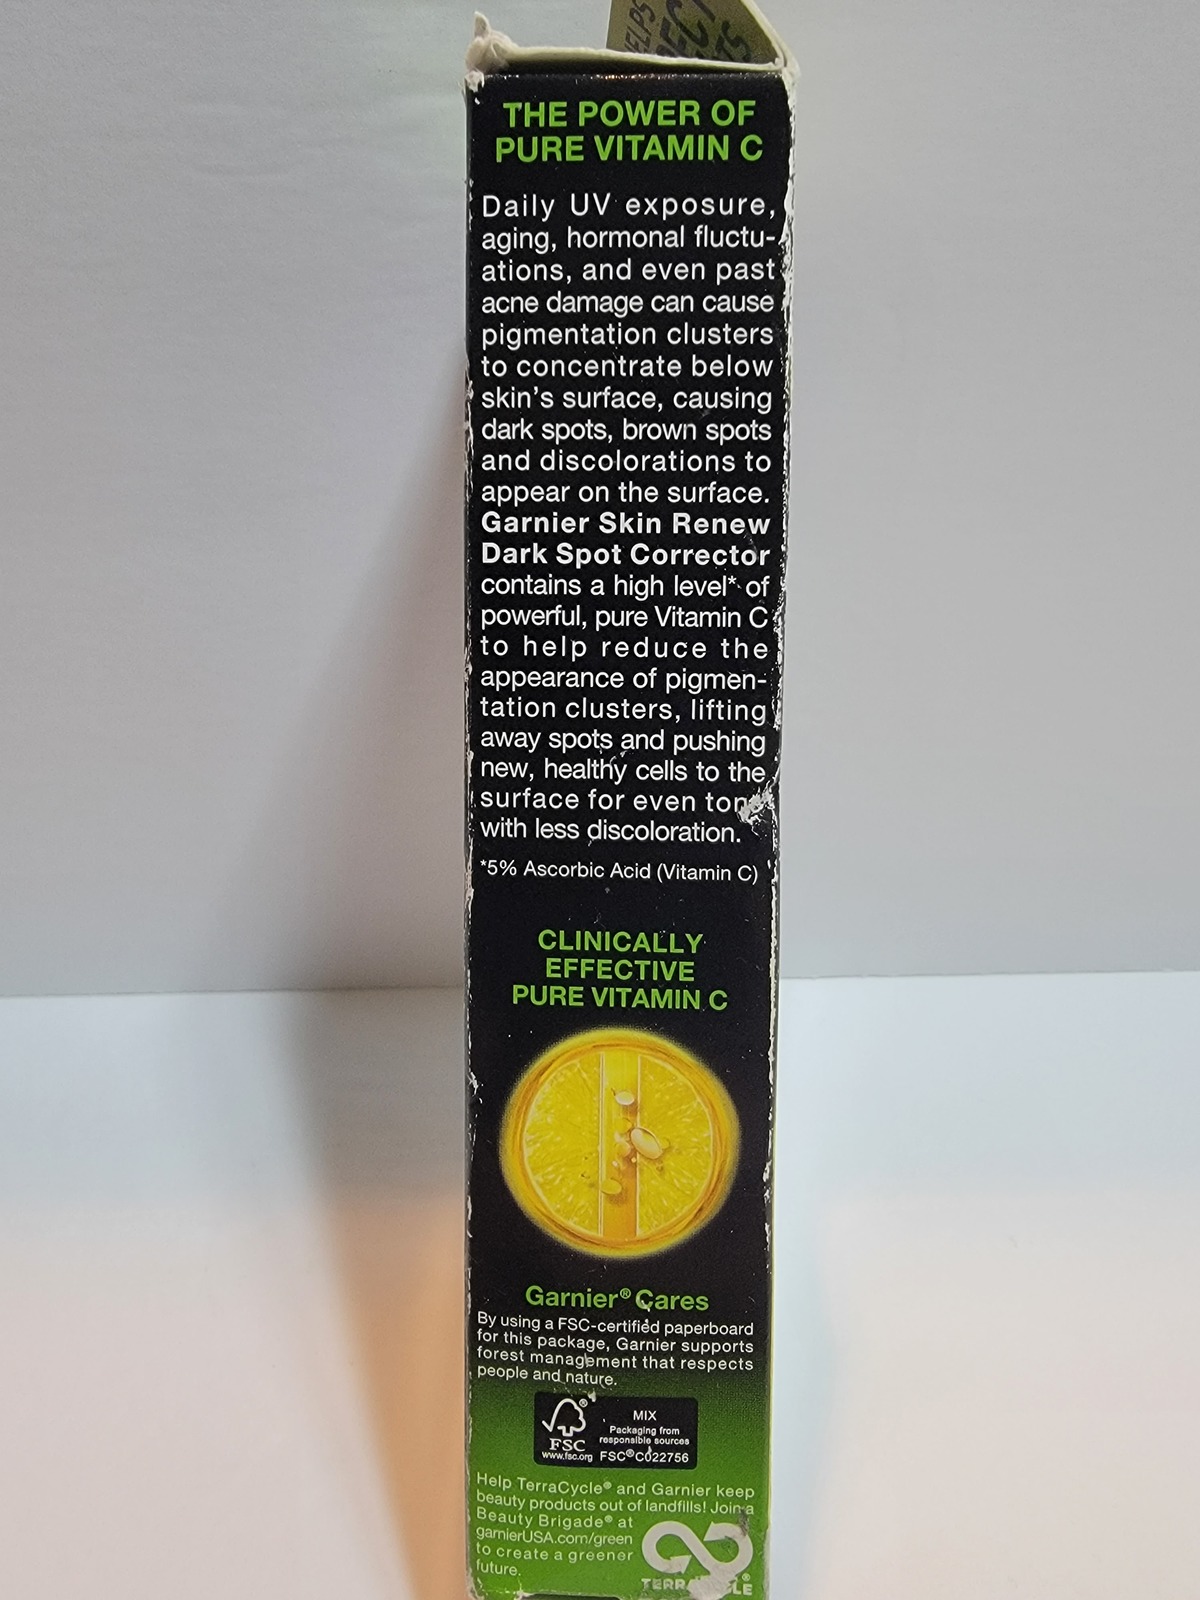 ELPS
ECT
TS
THE POWER OF
PURE VITAMIN C
Daily UV exposure,
aging, hormonal fluctu-
ations, and even past
acne damage can cause
pigmentation clusters
to concentrate below
skin's surface, causing
dark spots, brown spots
and discolorations to
appear on the surface.
Garnier Skin Renew
Dark Spot Corrector
contains a high level* of
powerful, pure Vitamin C
to help reduce the
appearance of pigmen-
tation clusters, lifting
away spots and pushing
new, healthy cells to the
surface for even ton
with less discoloration.
*5% Ascorbic Acid (Vitamin C)
CLINICALLY
EFFECTIVE
PURE VITAMIN C
Garnier® Cares
By using a FSC-certified paperboard
for this package, Garnier supports
forest management that respects
people and nature.
®
FSC
www.fsc.org
MIX
Packaging from
responsible sources
FSC® C022756
Help TerraCycle® and Garnier keep
beauty products out of landfills! Join a
Beauty Brigade® at
garnierUSA.com/green
to create a greener
future.